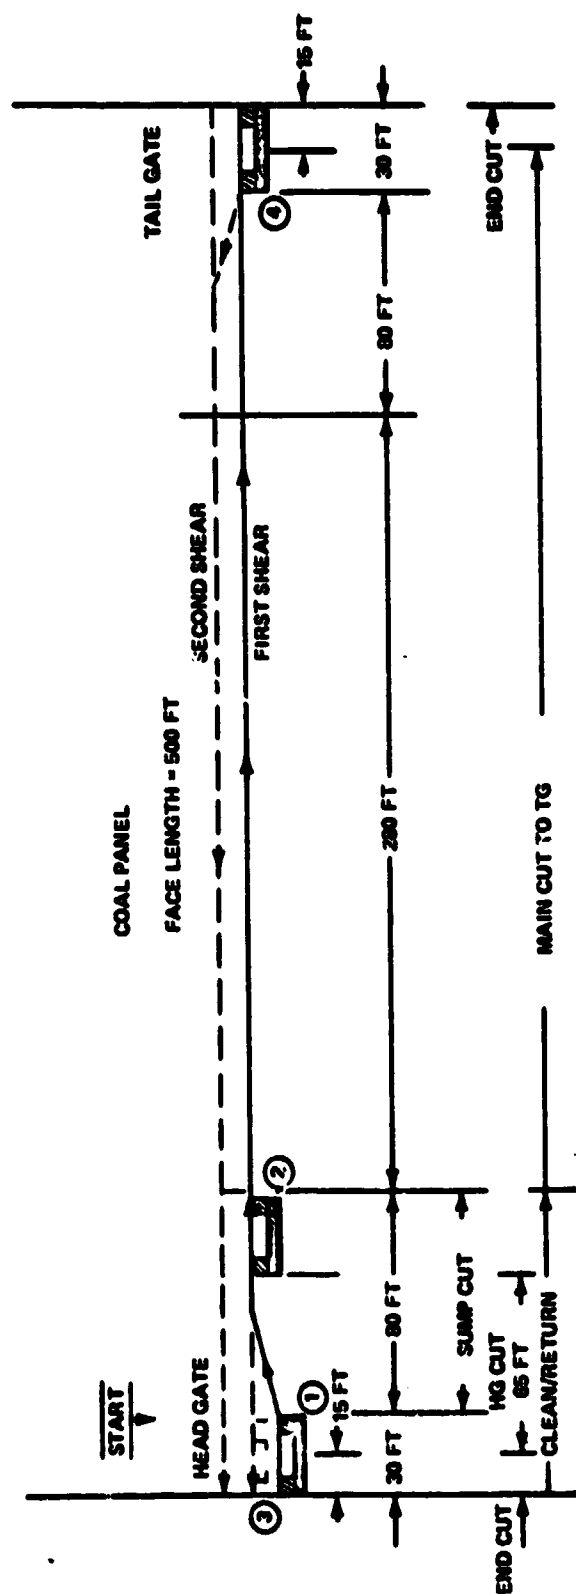 START
COAL PANEL
FACE LENGTH = 500 FT
HEAD GATE
TAIL GATE
SECOND SHEAR
FIRST SHEAR
3
1
2
4
15 FT
15 FT
30 FT
80 FT
280 FT
80 FT
30 FT
SUMP CUT
HG CUT
65 FT
END CUT
CLEAN/RETURN
MAIN CUT TO TG
END CUT